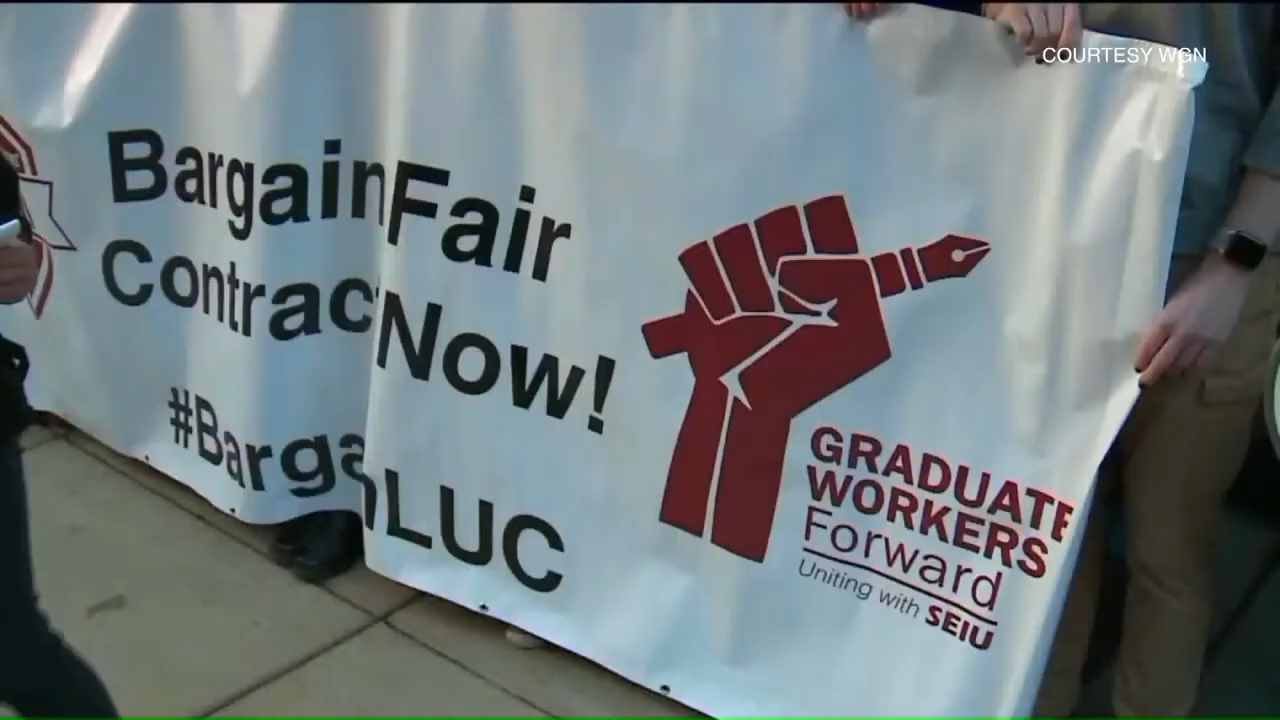 COURTESY WGN
Bargain Fair
Contrac Now!
#Barga LUC
GRADUATE
WORKERS
Forward
Uniting with SEIU